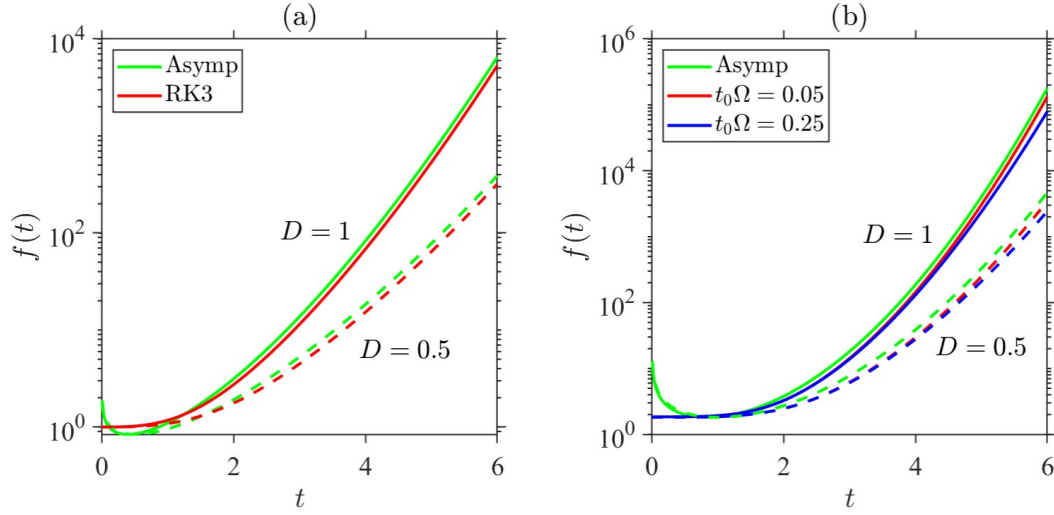 (a)
10^4
Asymp
RK3
10^2
f(t)
D = 1
D = 0.5
10^0
0 2 4 6
t
(b)
10^6
Asymp
t_0Ω = 0.05
t_0Ω = 0.25
10^4
f(t)
D = 1
10^2
D = 0.5
10^0
0 2 4 6
t